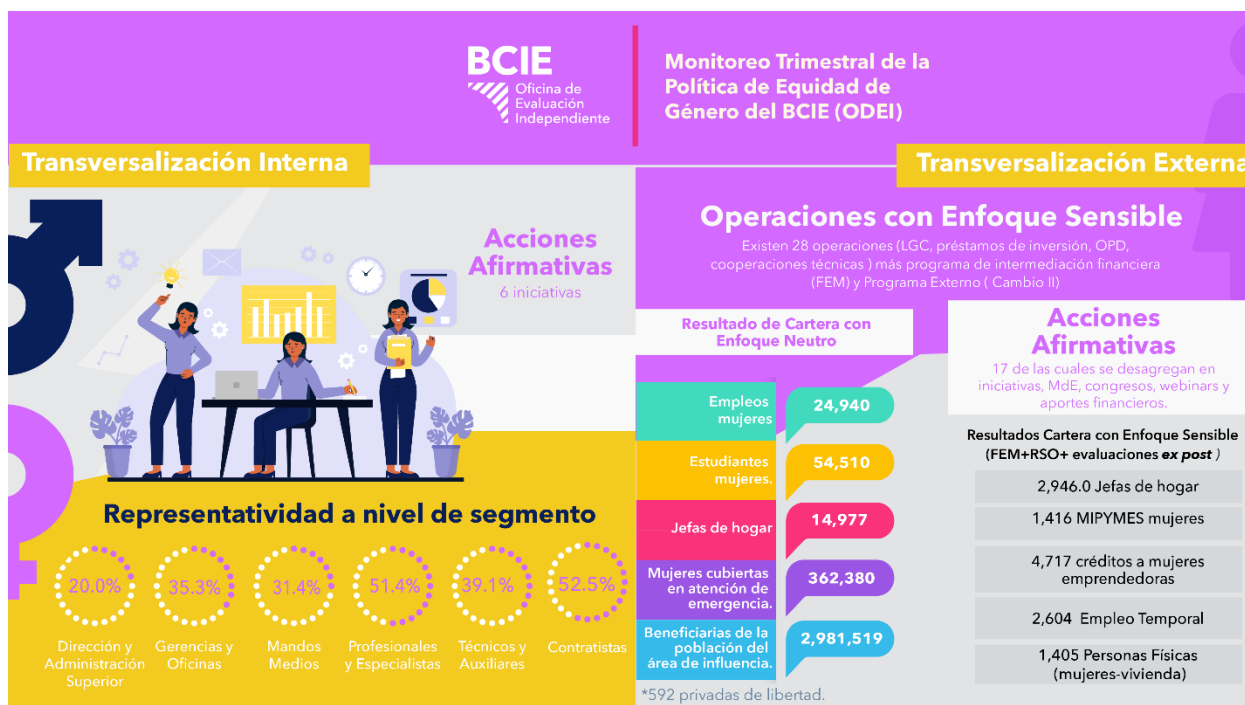 BCIE
Oficina de
Evaluación
Independiente
Monitoreo Trimestral de la
Política de Equidad de
Género del BCIE (ODEI)
Transversalización Interna
Acciones
Afirmativas
6 iniciativas
Representatividad a nivel de segmento
20.0%
35.3%
31.4%
51.4%
39.1%
52.5%
Dirección y
Administración
Superior
Gerencias y
Oficinas
Mandos
Medios
Profesionales
y Especialistas
Técnicos y
Auxiliares
Contratistas
Transversalización Externa
Operaciones con Enfoque Sensible
Existen 28 operaciones (LGC, préstamos de inversión, OPD,
cooperaciones técnicas ) más programa de intermediación financiera
(FEM) y Programa Externo ( Cambio II)
Resultado de Cartera con
Enfoque Neutro
Empleos
mujeres
24,940
Estudiantes
mujeres.
54,510
Jefas de hogar
14,977
Mujeres cubiertas
en atención de
emergencia.
362,380
Beneficiarias de la
población del
área de influencia.
2,981,519
*592 privadas de libertad.
Acciones
Afirmativas
17 de las cuales se desagregan en
iniciativas, MdE, congresos, webinars y
aportes financieros.
Resultados Cartera con Enfoque Sensible
(FEM+RSO+ evaluaciones ex post )
2,946.0 Jefas de hogar
1,416 MIPYMES mujeres
4,717 créditos a mujeres
emprendedoras
2,604 Empleo Temporal
1,405 Personas Físicas
(mujeres-vivienda)